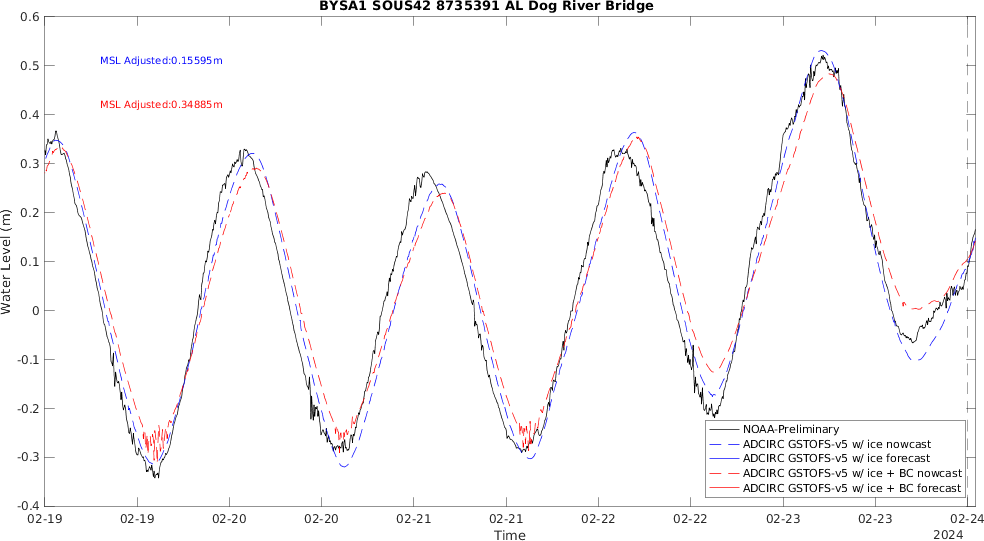 BYSA1 SOUS42 8735391 AL Dog River Bridge
0.6
0.5
0.4
0.3
0.2
0.1
0
-0.1
-0.2
-0.3
-0.4
Water Level (m)
MSL Adjusted:0.15595m
MSL Adjusted:0.34885m
NOAA-Preliminary
ADCIRC GSTOFS-v5 w/ ice nowcast
ADCIRC GSTOFS-v5 w/ ice forecast
ADCIRC GSTOFS-v5 w/ ice + BC nowcast
ADCIRC GSTOFS-v5 w/ ice + BC forecast
02-19 02-19 02-20 02-20 02-21 02-21 02-22 02-22 02-23 02-23 02-24
Time
2024